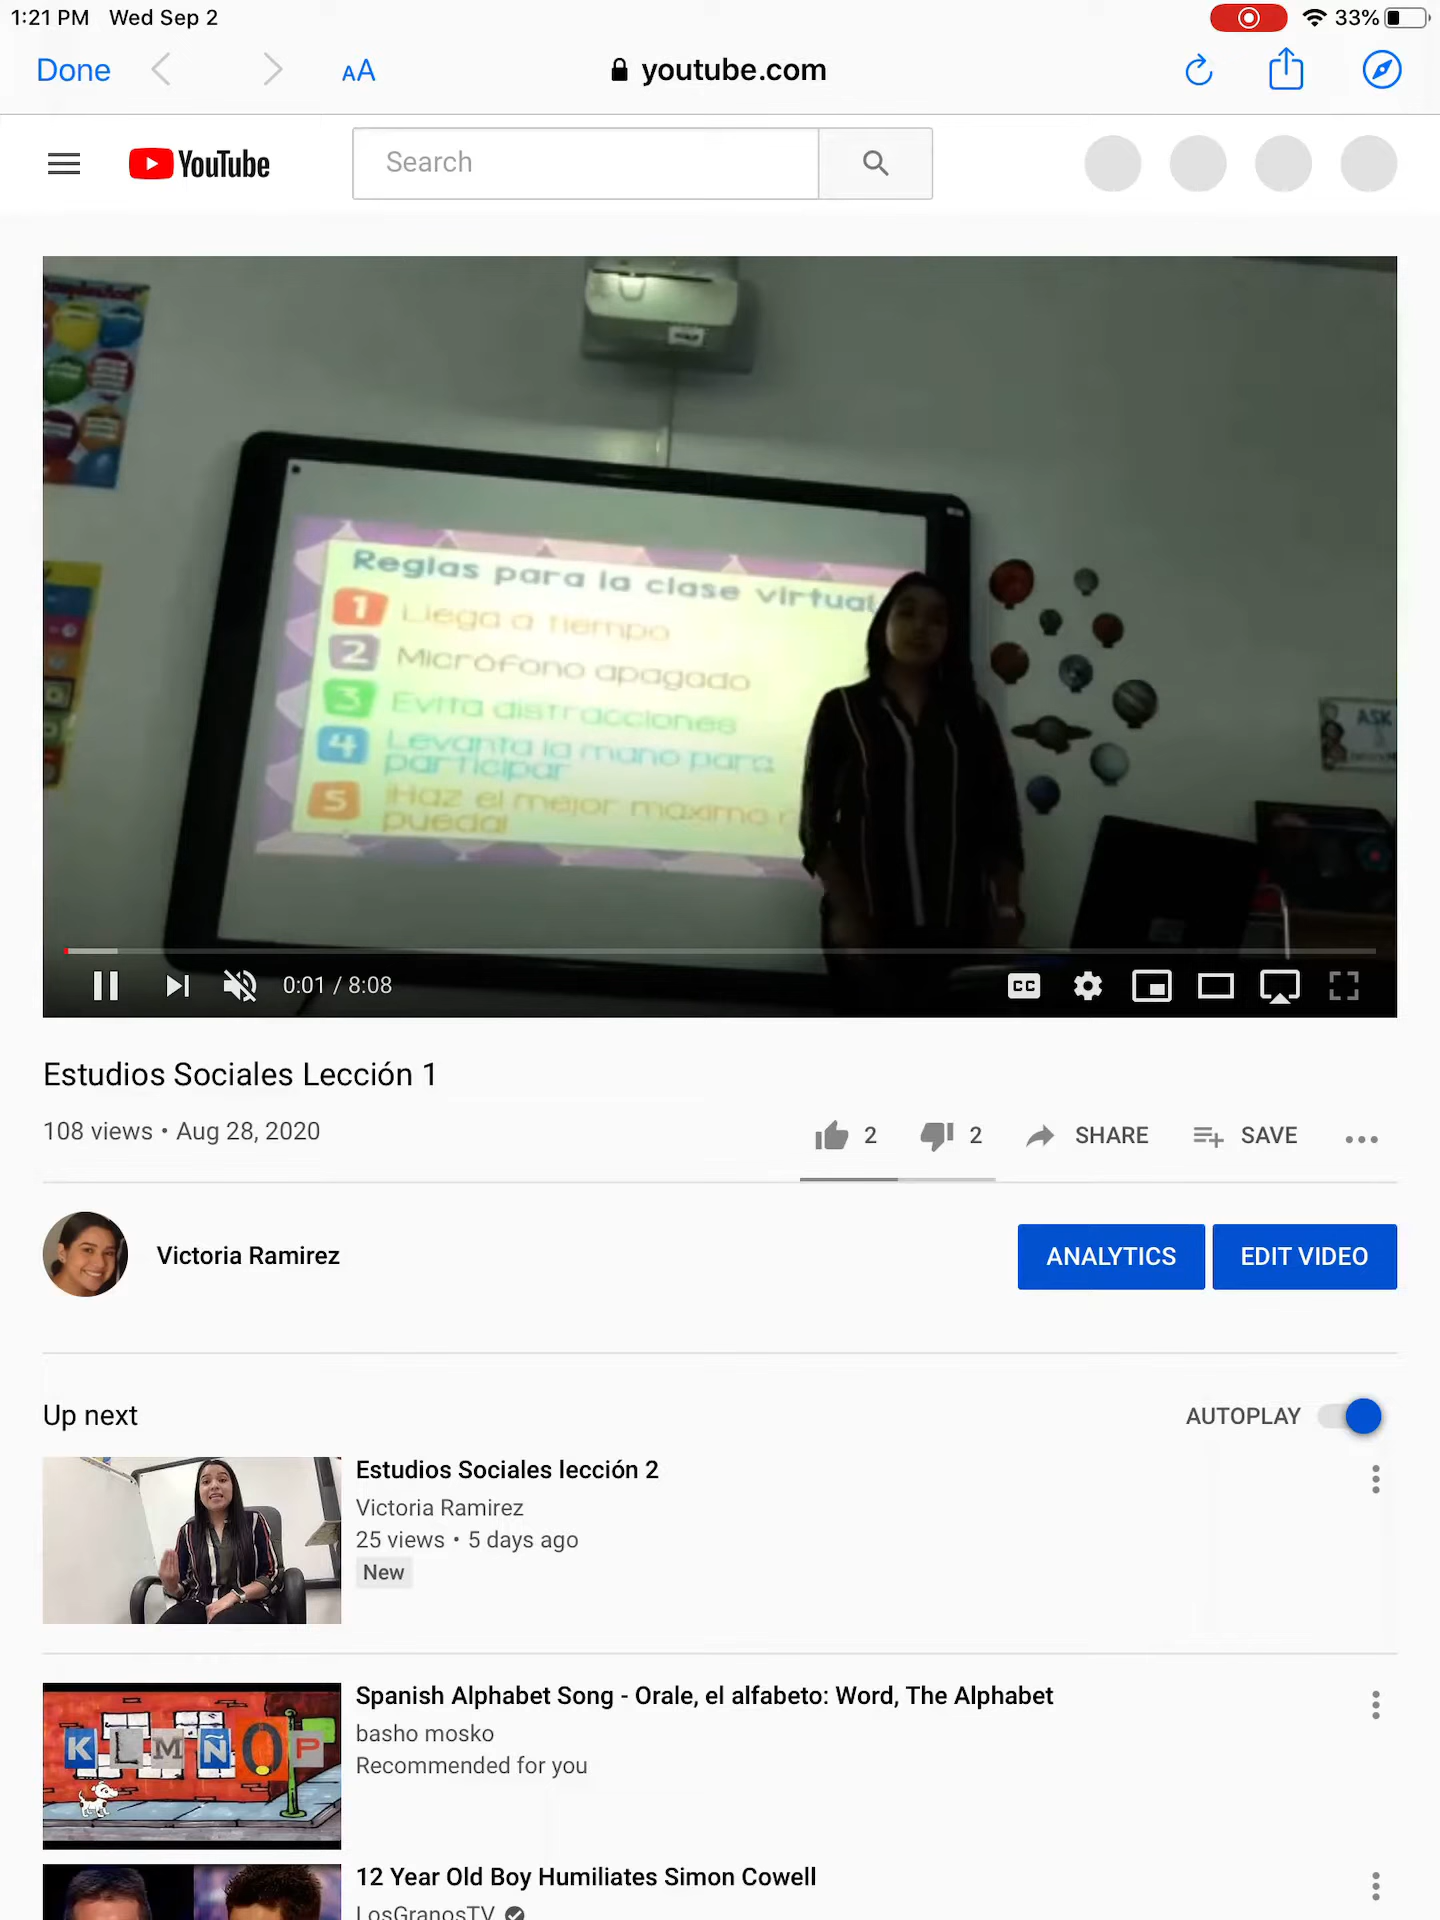 1:21 PM Wed Sep 2
33%
Done
AA
youtube.com
YouTube
Search
Reglas para la clase virtual
1 Llega a tiempo
2 Micrófono apagado
3 Evita distracciones
4 Levanta la mano para
participar
5 ¡Haz el mejor maximo
pueda!
ASK
0:01 / 8:08
CC
Estudios Sociales Lección 1
108 views • Aug 28, 2020
2
2
SHARE
SAVE
Victoria Ramirez
ANALYTICS
EDIT VIDEO
Up next
AUTOPLAY
Estudios Sociales lección 2
Victoria Ramirez
25 views • 5 days ago
New
K L M Ñ O P
Spanish Alphabet Song - Orale, el alfabeto: Word, The Alphabet
basho mosko
Recommended for you
12 Year Old Boy Humiliates Simon Cowell
LosGranosTV